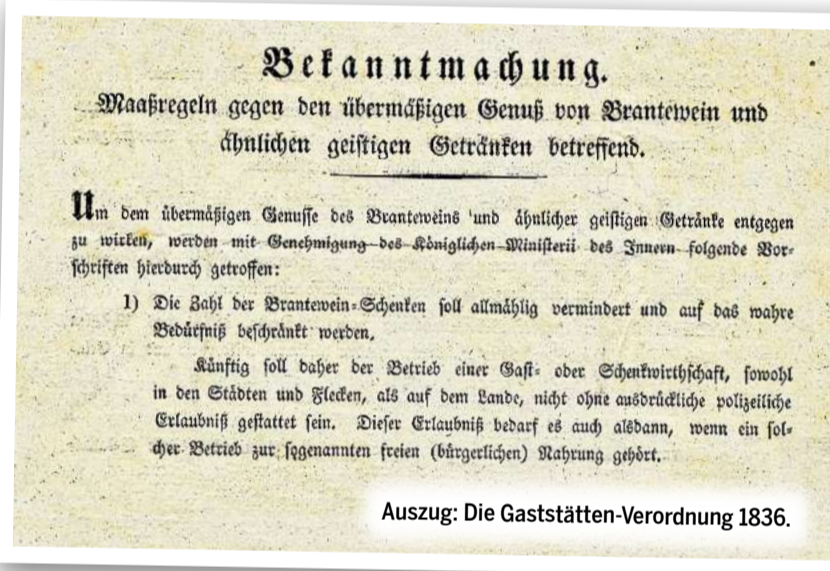 Bekanntmachung.
Maaßregeln gegen den übermäßigen Genuß von Brantewein und
ähnlichen geistigen Getränken betreffend.
Um dem übermäßigen Genusse des Branteweins und ähnlicher geistigen Getränke entgegen
zu wirken, werden mit Genehmigung des Königlichen Ministerii des Innern folgende Vor-
schriften hierdurch getroffen:
1) Die Zahl der Brantewein-Schenken soll allmählig vermindert und auf das wahre
Bedürfniß beschränkt werden.
Künftig soll daher der Betrieb einer Gast- oder Schenkwirthschaft, sowohl
in den Städten und Flecken, als auf dem Lande, nicht ohne ausdrückliche polizeiliche
Erlaubniß gestattet sein. Dieser Erlaubniß bedarf es auch alsdann, wenn ein sol-
cher Betrieb zur sogenannten freien (bürgerlichen) Nahrung gehört.
Auszug: Die Gaststätten-Verordnung 1836.